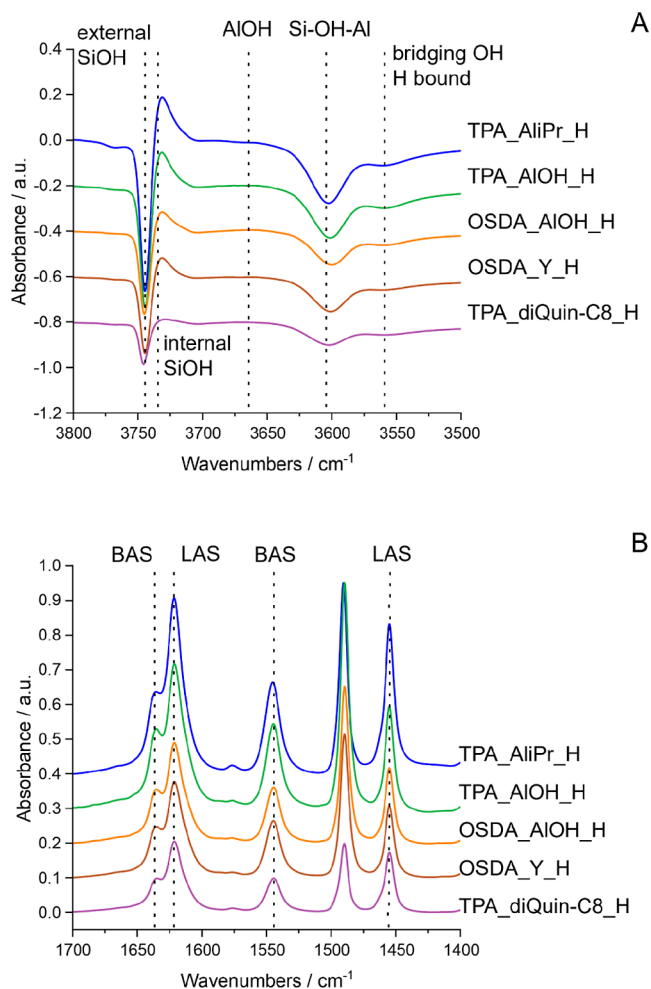 A
external
SiOH
AlOH
Si-OH-Al
bridging OH
H bound
0.4
0.2
0.0
-0.2
-0.4
-0.6
-0.8
-1.0
-1.2
Absorbance / a.u.
TPA_AliPr_H
TPA_AlOH_H
OSDA_AlOH_H
OSDA_Y_H
TPA_diQuin-C8_H
internal
SiOH
3800 3750 3700 3650 3600 3550 3500
Wavenumbers / cm⁻¹
B
BAS LAS BAS LAS
1.0
0.9
0.8
0.7
0.6
0.5
0.4
0.3
0.2
0.1
0.0
Absorbance / a.u.
TPA_AliPr_H
TPA_AlOH_H
OSDA_AlOH_H
OSDA_Y_H
TPA_diQuin-C8_H
1700 1650 1600 1550 1500 1450 1400
Wavenumbers / cm⁻¹